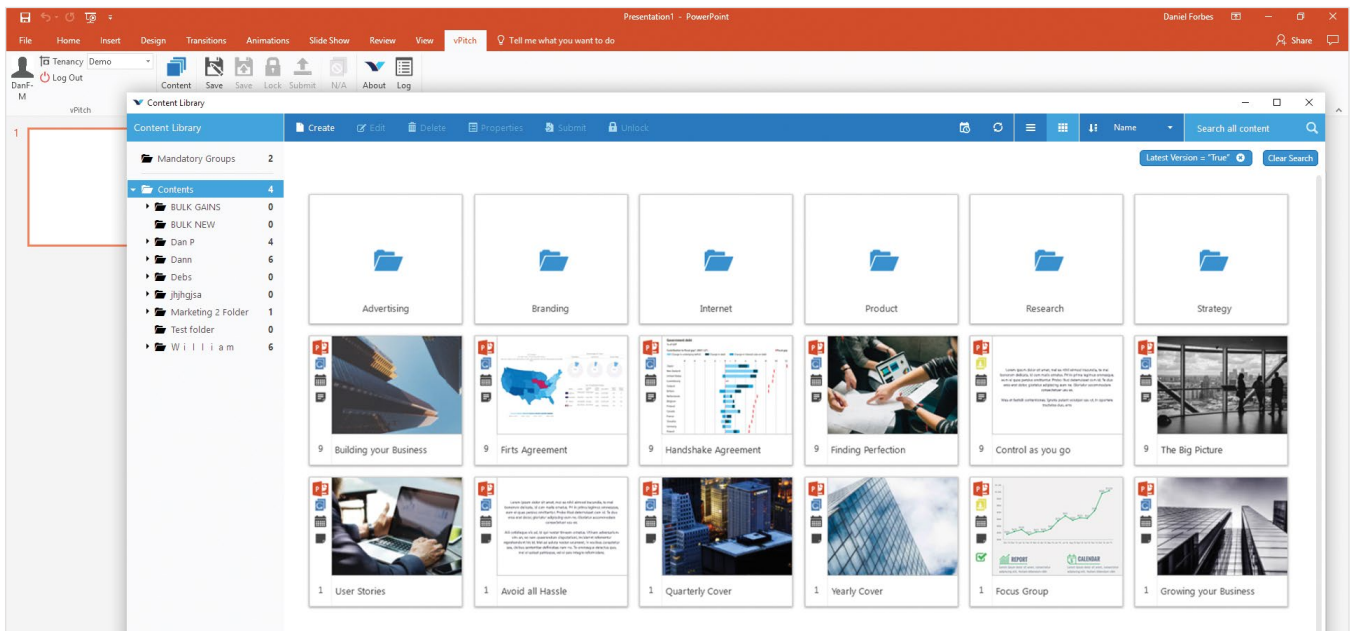 Presentation1 - PowerPoint
Daniel Forbes
File Home Insert Design Transitions Animations Slide Show Review View vPitch Tell me what you want to do
Share
Tenancy Demo
Log Out
DanF-
M
Content Save Save Lock Submit N/A About Log
vPitch
1
Content Library
Content Library
Create Edit Delete Properties Submit Unlock Name Search all content
Mandatory Groups 2
Latest Version = "True" Clear Search
Contents 4
BULK GAINS 0
BULK NEW 0
Dan P 4
Dann 6
Debs 0
jhjhgjsa 0
Marketing 2 Folder 1
Test folder 0
W i l l i a m 6
Advertising Branding Internet Product Research Strategy
9 Building your Business
9 Firts Agreement
9 Handshake Agreement
9 Finding Perfection
9 Control as you go
9 The Big Picture
REPORT CALENDAR
1 User Stories
1 Avoid all Hassle
1 Quarterly Cover
1 Yearly Cover
1 Focus Group
1 Growing your Business